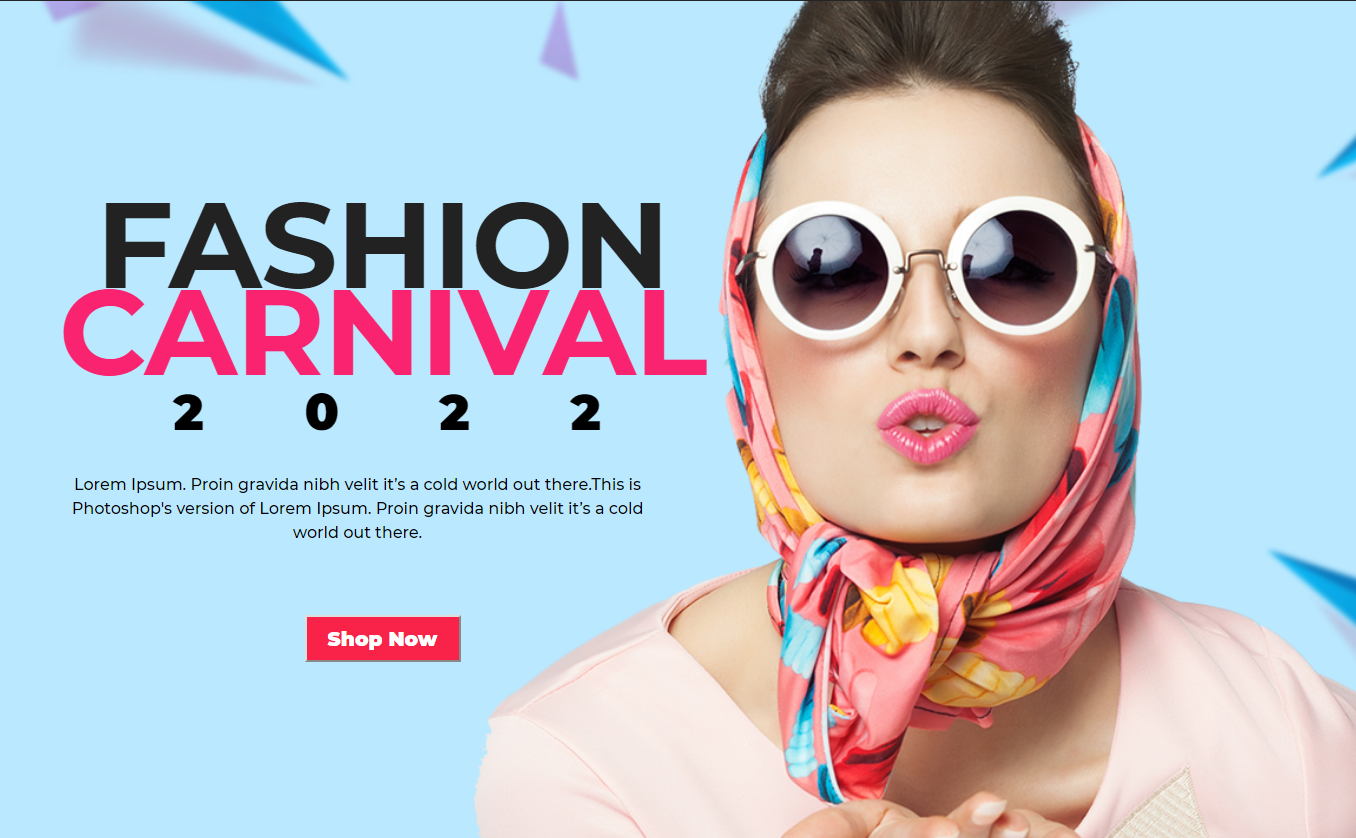 FASHION
CARNIVAL
2 0 2 2
Lorem Ipsum. Proin gravida nibh velit it’s a cold world out there.This is
Photoshop's version of Lorem Ipsum. Proin gravida nibh velit it’s a cold
world out there.
Shop Now